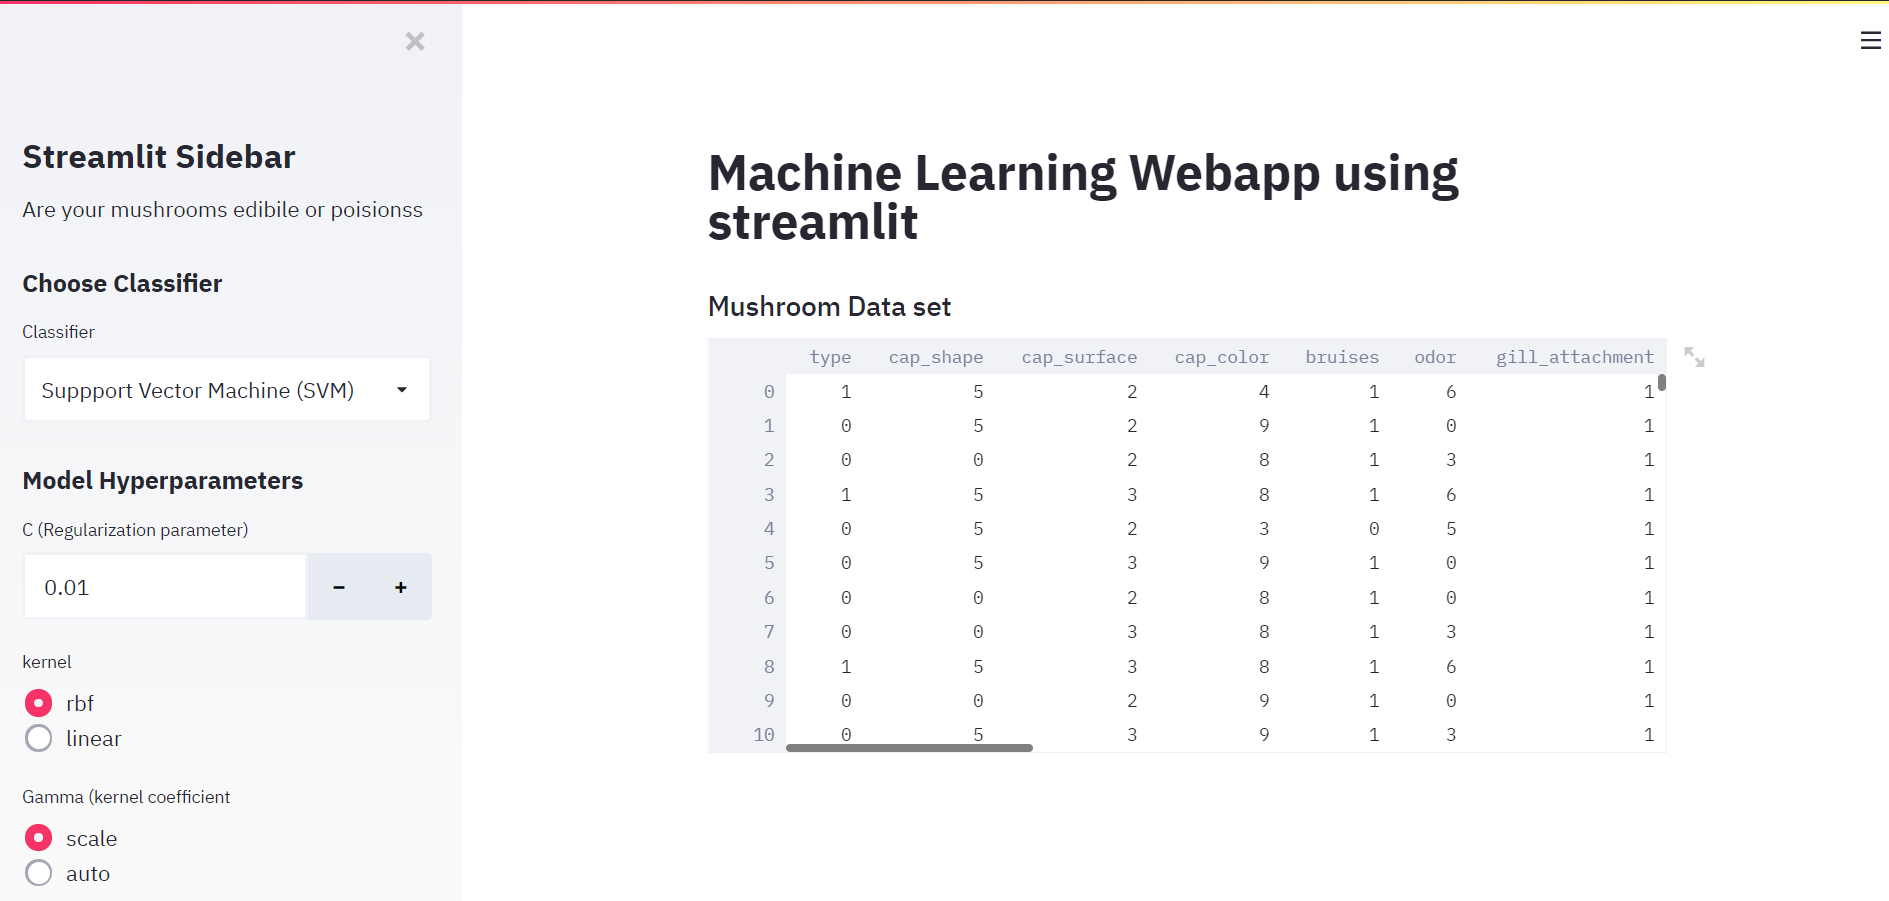 Streamlit Sidebar
Are your mushrooms edibile or poisionss
Choose Classifier
Classifier
Suppport Vector Machine (SVM)
Model Hyperparameters
C (Regularization parameter)
0.01 - +
kernel
rbf
linear
Gamma (kernel coefficient
scale
auto
Machine Learning Webapp using
streamlit
Mushroom Data set
type cap_shape cap_surface cap_color bruises odor gill_attachment
0 1 5 2 4 1 6 1
1 0 5 2 9 1 0 1
2 0 0 2 8 1 3 1
3 1 5 3 8 1 6 1
4 0 5 2 3 0 5 1
5 0 5 3 9 1 0 1
6 0 0 2 8 1 0 1
7 0 0 3 8 1 3 1
8 1 5 3 8 1 6 1
9 0 0 2 9 1 0 1
10 0 5 3 9 1 3 1